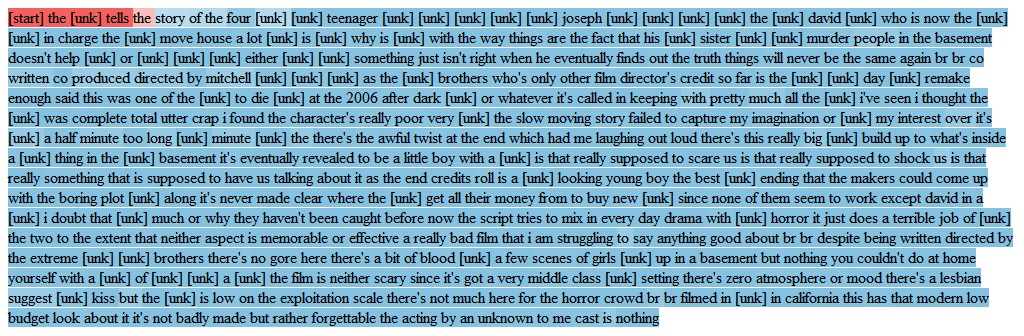 [start] the [unk] tells the story of the four [unk] [unk] teenager [unk] [unk] [unk] [unk] [unk] joseph [unk] [unk] [unk] [unk] the [unk] david [unk] who is now the [unk]
[unk] in charge the [unk] move house a lot [unk] is [unk] why is [unk] with the way things are the fact that his [unk] sister [unk] [unk] murder people in the basement
doesn't help [unk] or [unk] [unk] [unk] either [unk] [unk] something just isn't right when he eventually finds out the truth things will never be the same again br br co
written co produced directed by mitchell [unk] [unk] [unk] as the [unk] brothers who's only other film director's credit so far is the [unk] [unk] day [unk] remake
enough said this was one of the [unk] to die [unk] at the 2006 after dark [unk] or whatever it's called in keeping with pretty much all the [unk] i've seen i thought the
[unk] was complete total utter crap i found the character's really poor very [unk] the slow moving story failed to capture my imagination or [unk] my interest over it's
[unk] a half minute too long [unk] minute [unk] the there's the awful twist at the end which had me laughing out loud there's this really big [unk] build up to what's inside
a [unk] thing in the [unk] basement it's eventually revealed to be a little boy with a [unk] is that really supposed to scare us is that really supposed to shock us is that
really something that is supposed to have us talking about it as the end credits roll is a [unk] looking young boy the best [unk] ending that the makers could come up
with the boring plot [unk] along it's never made clear where the [unk] get all their money from to buy new [unk] since none of them seem to work except david in a
[unk] i doubt that [unk] much or why they haven't been caught before now the script tries to mix in every day drama with [unk] horror it just does a terrible job of [unk]
the two to the extent that neither aspect is memorable or effective a really bad film that i am struggling to say anything good about br br despite being written directed by
the extreme [unk] [unk] brothers there's no gore here there's a bit of blood [unk] a few scenes of girls [unk] up in a basement but nothing you couldn't do at home
yourself with a [unk] of [unk] [unk] a [unk] the film is neither scary since it's got a very middle class [unk] setting there's zero atmosphere or mood there's a lesbian
suggest [unk] kiss but the [unk] is low on the exploitation scale there's not much here for the horror crowd br br filmed in [unk] in california this has that modern low
budget look about it it's not badly made but rather forgettable the acting by an unknown to me cast is nothing